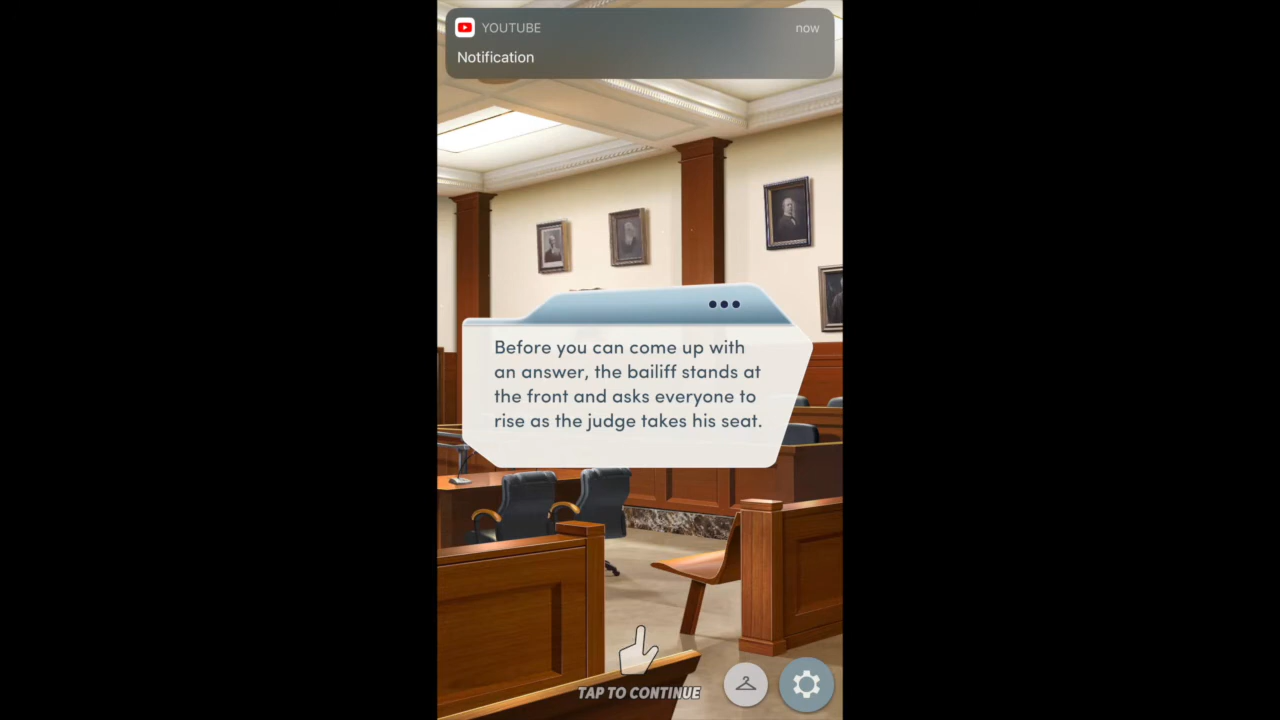 YOUTUBE now
Notification
Before you can come up with
an answer, the bailiff stands at
the front and asks everyone to
rise as the judge takes his seat.
TAP TO CONTINUE